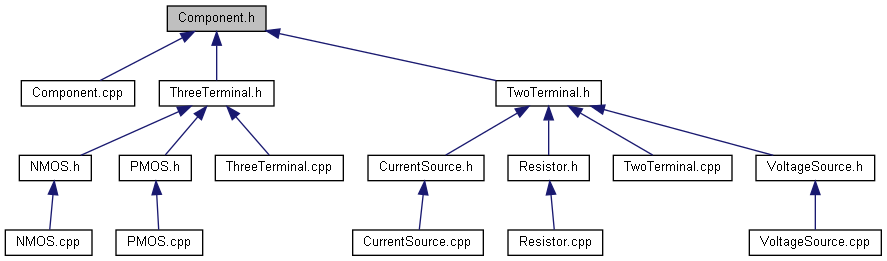 Component.h
Component.cpp
ThreeTerminal.h
TwoTerminal.h
NMOS.h
PMOS.h
ThreeTerminal.cpp
CurrentSource.h
Resistor.h
TwoTerminal.cpp
VoltageSource.h
NMOS.cpp
PMOS.cpp
CurrentSource.cpp
Resistor.cpp
VoltageSource.cpp